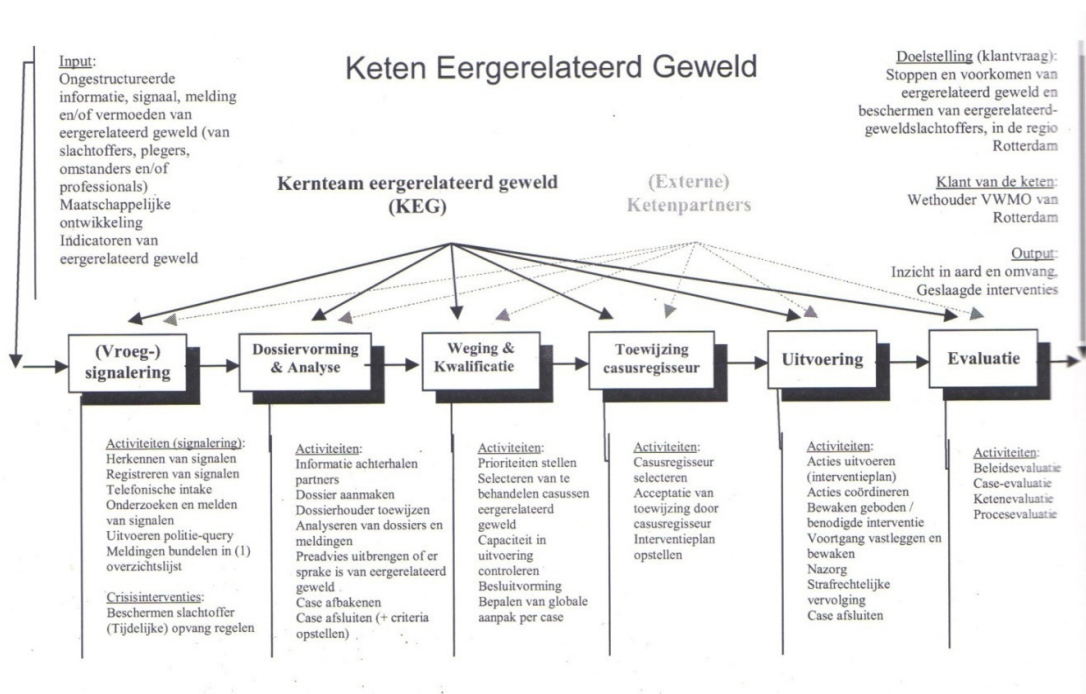 Keten Eergerelateerd Geweld
Input:
Ongestructureerde
informatie, signaal, melding
en/of vermoeden van
eergerelateerd geweld (van
slachtoffers, plegers,
omstanders en/of
professionals)
Maatschappelijke
ontwikkeling
Indicatoren van
eergerelateerd geweld
Kernteam eergerelateerd geweld
(KEG)
(Externe)
Ketenpartners
Doelstelling (klantvraag):
Stoppen en voorkomen van
eergerelateerd geweld en
beschermen van eergerelateerd-
geweldslachtoffers, in de regio
Rotterdam
Klant van de keten:
Wethouder VWMO van
Rotterdam
Output:
Inzicht in aard en omvang,
Geslaagde interventies
(Vroeg-)
signalering
Dossiervorming
& Analyse
Weging &
Kwalificatie
Toewijzing
casusregisseur
Uitvoering
Evaluatie
Activiteiten (signalering):
Herkennen van signalen
Registreren van signalen
Telefonische intake
Onderzoeken en melden
van signalen
Uitvoeren politie-query
Meldingen bundelen in (1)
overzichtslijst
Crisisinterventies:
Beschermen slachtoffer
(Tijdelijke) opvang regelen
Activiteiten:
Informatie achterhalen
partners
Dossier aanmaken
Dossierhouder toewijzen
Analyseren van dossiers en
meldingen
Preadvies uitbrengen of er
sprake is van eergerelateerd
geweld
Case afbakenen
Case afsluiten (+ criteria
opstellen)
Activiteiten:
Prioriteiten stellen
Selecteren van te
behandelen casussen
eergerelateerd
geweld
Capaciteit in
uitvoering
controleren
Besluitvorming
Bepalen van globale
aanpak per case
Activiteiten:
Casusregisseur
selecteren
Acceptatie van
toewijzing door
casusregisseur
Interventieplan
opstellen
Activiteiten:
Acties uitvoeren
(interventieplan)
Acties coördineren
Bewaken geboden /
benodigde interventie
Voortgang vastleggen en
bewaken
Nazorg
Strafrechtelijke
vervolging
Case afsluiten
Activiteiten:
Beleidsevaluatie
Case-evaluatie
Ketenevaluatie
Procesevaluatie